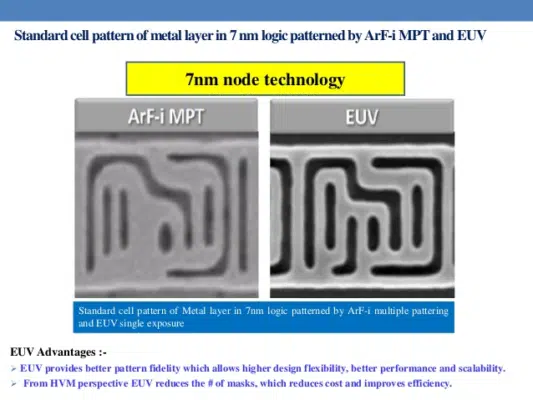 Standard cell pattern of metal layer in 7 nm logic patterned by ArF-i MPT and EUV
7nm node technology
ArF-i MPT
EUV
Standard cell pattern of Metal layer in 7nm logic patterned by ArF-i multiple pattering
and EUV single exposure
EUV Advantages :-
➢ EUV provides better pattern fidelity which allows higher design flexibility, better performance and scalability.
➢ From HVM perspective EUV reduces the # of masks, which reduces cost and improves efficiency.